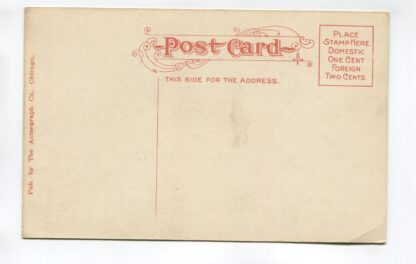 Post Card
THIS SIDE FOR THE ADDRESS.
PLACE
STAMP HERE
DOMESTIC
ONE CENT
FOREIGN
TWO CENTS
Pub. by The Acmegraph Co., Chicago.